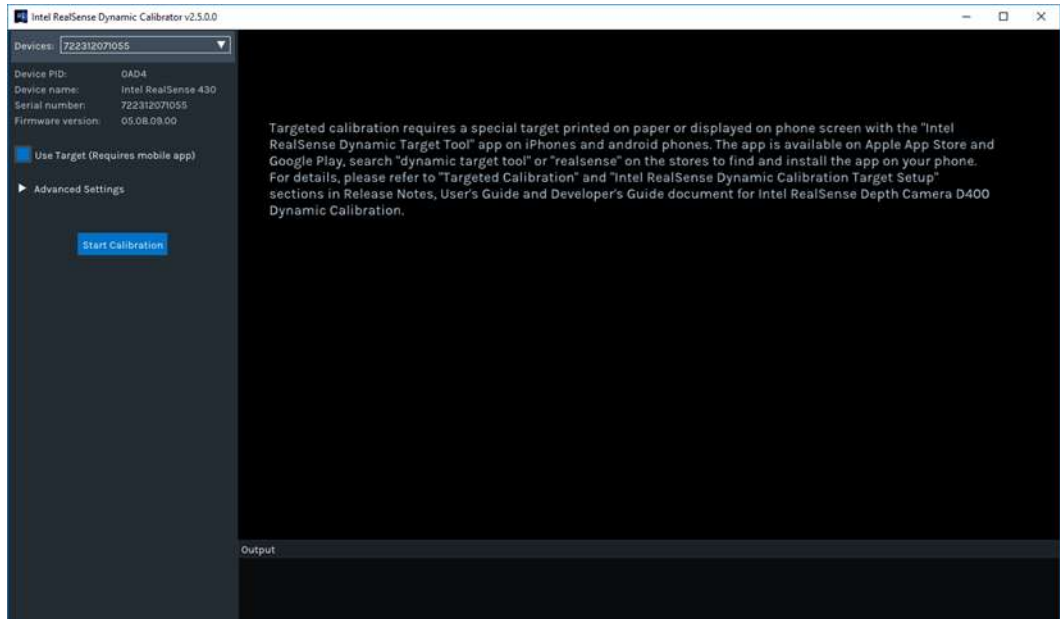 Intel RealSense Dynamic Calibrator v2.5.0.0
Devices: 722312071055
Device PID: 0AD4
Device name: Intel RealSense 430
Serial number: 722312071055
Firmware version: 05.08.09.00
Use Target (Requires mobile app)
Advanced Settings
Start Calibration
Targeted calibration requires a special target printed on paper or displayed on phone screen with the "Intel
RealSense Dynamic Target Tool" app on iPhones and android phones. The app is available on Apple App Store and
Google Play, search "dynamic target tool" or "realsense" on the stores to find and install the app on your phone.
For details, please refer to "Targeted Calibration" and "Intel RealSense Dynamic Calibration Target Setup"
sections in Release Notes, User's Guide and Developer's Guide document for Intel RealSense Depth Camera D400
Dynamic Calibration.
Output